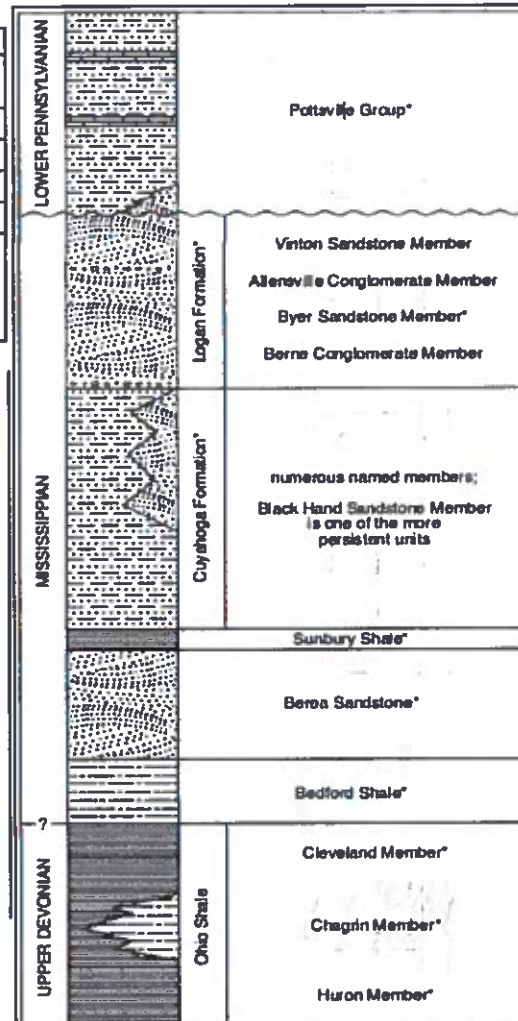 LOWER PENNSYLVANIAN
Pottsville Group*
MISSISSIPPIAN
Logan Formation*
Vinton Sandstone Member
Allensville Conglomerate Member
Byer Sandstone Member*
Berne Conglomerate Member
Cuyahoga Formation*
numerous named members;
Black Hand Sandstone Member
is one of the more
persistent units
Sunbury Shale*
Berea Sandstone*
Bedford Shale*
?
UPPER DEVONIAN
Ohio Shale
Cleveland Member*
Chagrin Member*
Huron Member*